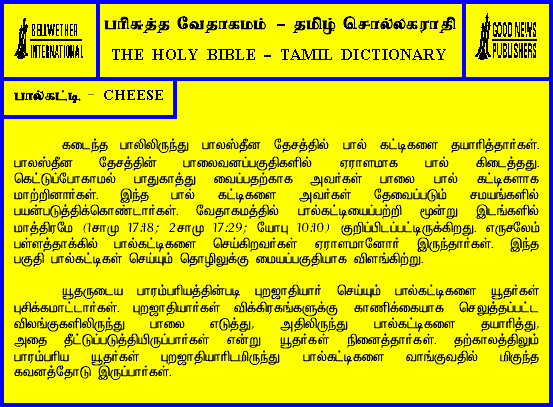 BELLWETHER
INTERNATIONAL
பரிசுத்த வேதாகமம் - தமிழ் சொல்லகராதி
THE HOLY BIBLE - TAMIL DICTIONARY
GOOD NEWS
PUBLISHERS
பால்கட்டி - CHEESE
கடைந்த பாலிலிருந்து பாலஸ்தீன தேசத்தில் பால் கட்டிகளை தயாரித்தார்கள்.
பாலஸ்தீன தேசத்தின் பாலைவனப்பகுதிகளில் ஏராளமாக பால் கிடைத்தது.
கெட்டுப்போகாமல் பாதுகாத்து வைப்பதற்காக அவர்கள் பாலை பால் கட்டிகளாக
மாற்றினார்கள். இந்த பால் கட்டிகளை அவர்கள் தேவைப்படும் சமயங்களில்
பயன்படுத்திக்கொண்டார்கள். வேதாகமத்தில் பால்கட்டியைப்பற்றி மூன்று இடங்களில்
மாத்திரமே (1சாமு 17:18; 2சாமு 17:29; யோபு 10:10) குறிப்பிடப்பட்டிருக்கிறது. எருசலேம்
பள்ளத்தாக்கில் பால்கட்டிகளை செய்கிறவர்கள் ஏராளமானோர் இருந்தார்கள். இந்த
பகுதி பால்கட்டிகள் செய்யும் தொழிலுக்கு மையப்பகுதியாக விளங்கிற்று.
யூதருடைய பாரம்பரியத்தின்படி புறஜாதியார் செய்யும் பால்கட்டிகளை யூதர்கள்
புசிக்கமாட்டார்கள். புறஜாதியார்கள் விக்கிரகங்களுக்கு காணிக்கையாக செலுத்தப்பட்ட
விலங்குகளிலிருந்து பாலை எடுத்து, அதிலிருந்து பால்கட்டிகளை தயாரித்து,
அதை தீட்டுப்படுத்தியிருப்பார்கள் என்று யூதர்கள் நினைத்தார்கள். தற்காலத்திலும்
பாரம்பரிய யூதர்கள் புறஜாதியாரிடமிருந்து பால்கட்டிகளை வாங்குவதில் மிகுந்த
கவனத்தோடு இருப்பார்கள்.